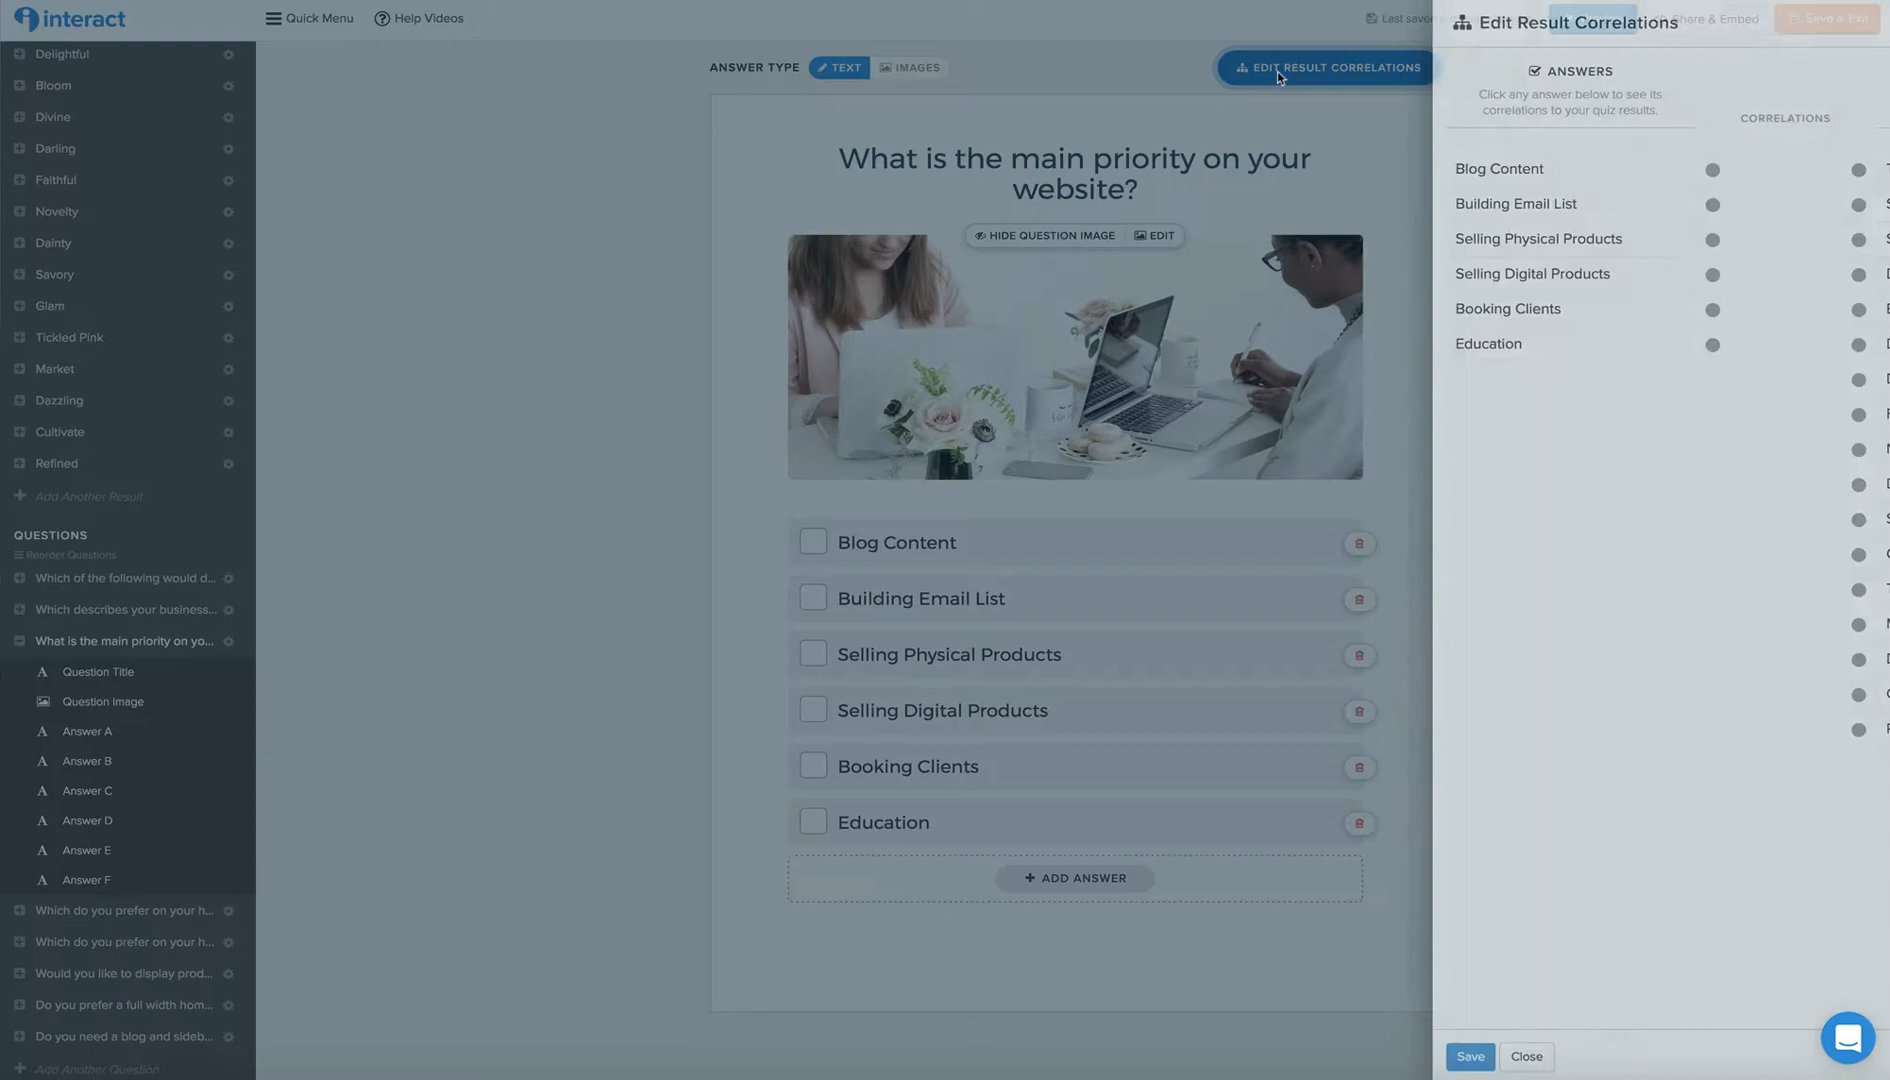 interact
Quick Menu
Help Videos
Last saved
Share & Embed
Save & Exit
Delightful
Bloom
Divine
Darling
Faithful
Novelty
Dainty
Savory
Glam
Tickled Pink
Market
Dazzling
Cultivate
Refined
Add Another Result
QUESTIONS
Reorder Questions
Which of the following would d...
Which describes your business...
What is the main priority on yo...
Question Title
Question Image
Answer A
Answer B
Answer C
Answer D
Answer E
Answer F
Which do you prefer on your h...
Which do you prefer on your h...
Would you like to display prod...
Do you prefer a full width hom...
Do you need a blog and sideb...
Add Another Question
ANSWER TYPE
TEXT
IMAGES
EDIT RESULT CORRELATIONS
What is the main priority on your
website?
HIDE QUESTION IMAGE
EDIT
Blog Content
Building Email List
Selling Physical Products
Selling Digital Products
Booking Clients
Education
+ ADD ANSWER
Edit Result Correlations
ANSWERS
Click any answer below to see its
correlations to your quiz results.
CORRELATIONS
Blog Content
Building Email List
Selling Physical Products
Selling Digital Products
Booking Clients
Education
Save
Close